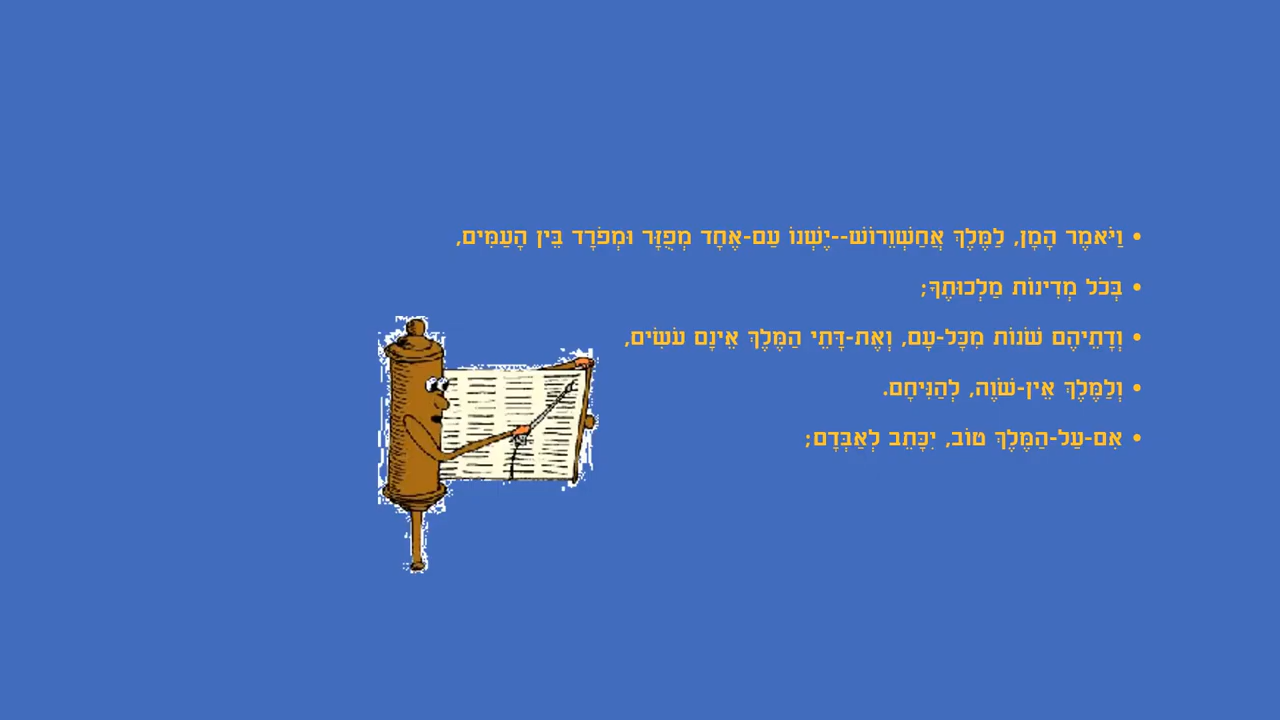 • וַיֹּאמֶר הָמָן, לַמֶּלֶךְ אֲחַשְׁוֵרוֹשׁ--יֶשְׁנוֹ עַם-אֶחָד מְפֻזָּר וּמְפֹרָד בֵּין הָעַמִּים,
• בְּכֹל מְדִינוֹת מַלְכוּתֶךָ;
• וְדָתֵיהֶם שֹׁנוֹת מִכָּל-עָם, וְאֶת-דָּתֵי הַמֶּלֶךְ אֵינָם עֹשִׂים,
• וְלַמֶּלֶךְ אֵין-שֹׁוֶה, לְהַנִּיחָם.
• אִם-עַל-הַמֶּלֶךְ טוֹב, יִכָּתֵב לְאַבְּדָם;